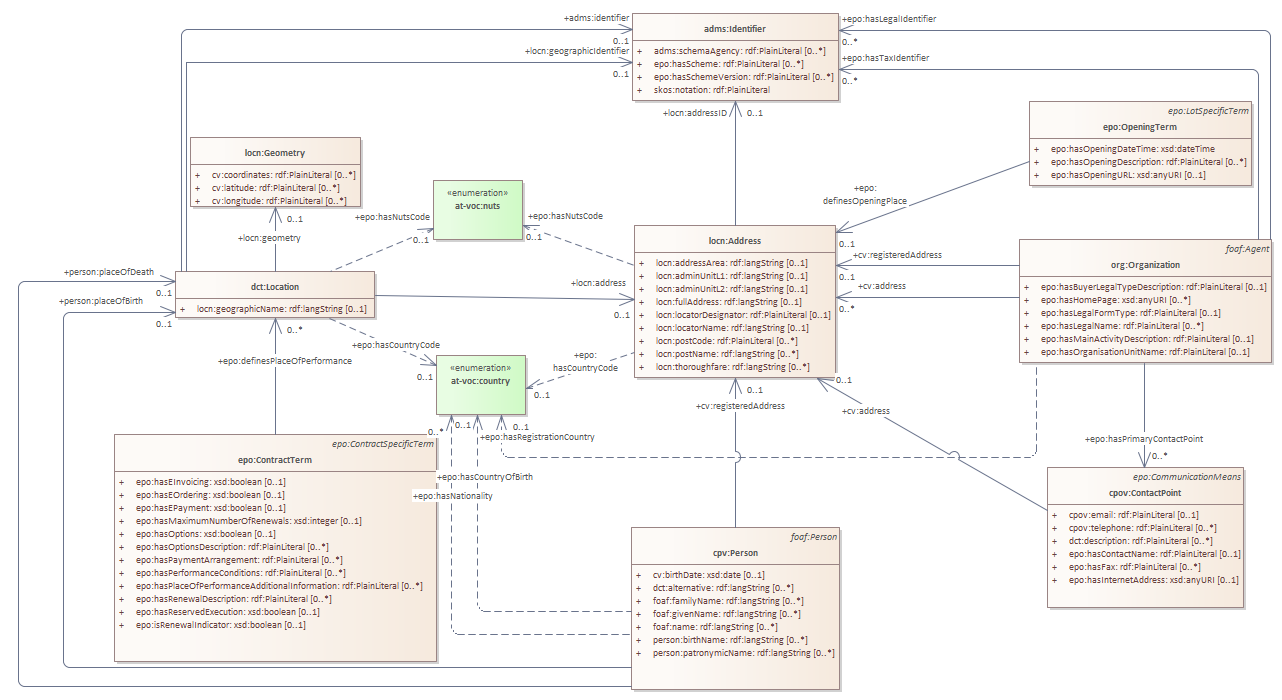 +adms:identifier
0..1
+locn:geographicIdentifier
0..1
adms:Identifier
+ adms:schemaAgency: rdf:PlainLiteral [0..*]
+ epo:hasScheme: rdf:PlainLiteral [0..*]
+ epo:hasSchemeVersion: rdf:PlainLiteral [0..*]
+ skos:notation: rdf:PlainLiteral
+epo:hasLegalIdentifier
0..*
+epo:hasTaxIdentifier
0..*
+locn:addressID
0..1
epo:LotSpecificTerm
epo:OpeningTerm
+ epo:hasOpeningDateTime: xsd:dateTime
+ epo:hasOpeningDescription: rdf:PlainLiteral [0..*]
+ epo:hasOpeningURL: xsd:anyURI [0..1]
locn:Geometry
+ cv:coordinates: rdf:PlainLiteral [0..*]
+ cv:latitude: rdf:PlainLiteral [0..*]
+ cv:longitude: rdf:PlainLiteral [0..*]
0..1
+locn:geometry
«enumeration»
at-voc:nuts
+epo:hasNutsCode
0..1
+epo:hasNutsCode
0..1
+epo:
definesOpeningPlace
0..1
+cv:registeredAddress
0..1
+cv:address
0..*
locn:Address
+ locn:addressArea: rdf:langString [0..1]
+ locn:adminUnitL1: rdf:langString [0..1]
+ locn:adminUnitL2: rdf:langString [0..1]
+ locn:fullAddress: rdf:langString [0..1]
+ locn:locatorDesignator: rdf:PlainLiteral [0..1]
+ locn:locatorName: rdf:langString [0..1]
+ locn:postCode: rdf:PlainLiteral [0..*]
+ locn:postName: rdf:langString [0..*]
+ locn:thoroughfare: rdf:langString [0..*]
foaf:Agent
org:Organization
+ epo:hasBuyerLegalTypeDescription: rdf:PlainLiteral [0..1]
+ epo:hasHomePage: xsd:anyURI [0..*]
+ epo:hasLegalFormType: rdf:PlainLiteral [0..1]
+ epo:hasLegalName: rdf:PlainLiteral [0..*]
+ epo:hasMainActivityDescription: rdf:PlainLiteral [0..1]
+ epo:hasOrganisationUnitName: rdf:PlainLiteral [0..1]
+person:placeOfDeath
0..1
+person:placeOfBirth
0..1
dct:Location
+ locn:geographicName: rdf:langString [0..1]
+locn:address
0..1
0..*
+epo:definesPlaceOfPerformance
+epo:hasCountryCode
0..1
«enumeration»
at-voc:country
+epo:
hasCountryCode
0..1
0..*
0..1
0..1
+epo:hasRegistrationCountry
+epo:hasCountryOfBirth
+epo:hasNationality
0..1
+cv:registeredAddress
0..1
+cv:address
+epo:hasPrimaryContactPoint
0..*
epo:ContractSpecificTerm
epo:ContractTerm
+ epo:hasEInvoicing: xsd:boolean [0..1]
+ epo:hasEOrdering: xsd:boolean [0..1]
+ epo:hasEPayment: xsd:boolean [0..1]
+ epo:hasMaximumNumberOfRenewals: xsd:integer [0..1]
+ epo:hasOptions: xsd:boolean [0..1]
+ epo:hasOptionsDescription: rdf:PlainLiteral [0..*]
+ epo:hasPaymentArrangement: rdf:PlainLiteral [0..*]
+ epo:hasPerformanceConditions: rdf:PlainLiteral [0..*]
+ epo:hasPlaceOfPerformanceAdditionalInformation: rdf:PlainLiteral [0..*]
+ epo:hasRenewalDescription: rdf:PlainLiteral [0..*]
+ epo:hasReservedExecution: xsd:boolean [0..1]
+ epo:isRenewalIndicator: xsd:boolean [0..1]
epo:CommunicationMeans
cpov:ContactPoint
+ cpov:email: rdf:PlainLiteral [0..1]
+ cpov:telephone: rdf:PlainLiteral [0..*]
+ dct:description: rdf:PlainLiteral [0..*]
+ epo:hasContactName: rdf:PlainLiteral [0..1]
+ epo:hasFax: rdf:PlainLiteral [0..*]
+ epo:hasInternetAddress: xsd:anyURI [0..1]
foaf:Person
cpv:Person
+ cv:birthDate: xsd:date [0..1]
+ dct:alternative: rdf:langString [0..*]
+ foaf:familyName: rdf:langString [0..*]
+ foaf:givenName: rdf:langString [0..*]
+ foaf:name: rdf:langString [0..*]
+ person:birthName: rdf:langString [0..*]
+ person:patronymicName: rdf:langString [0..*]